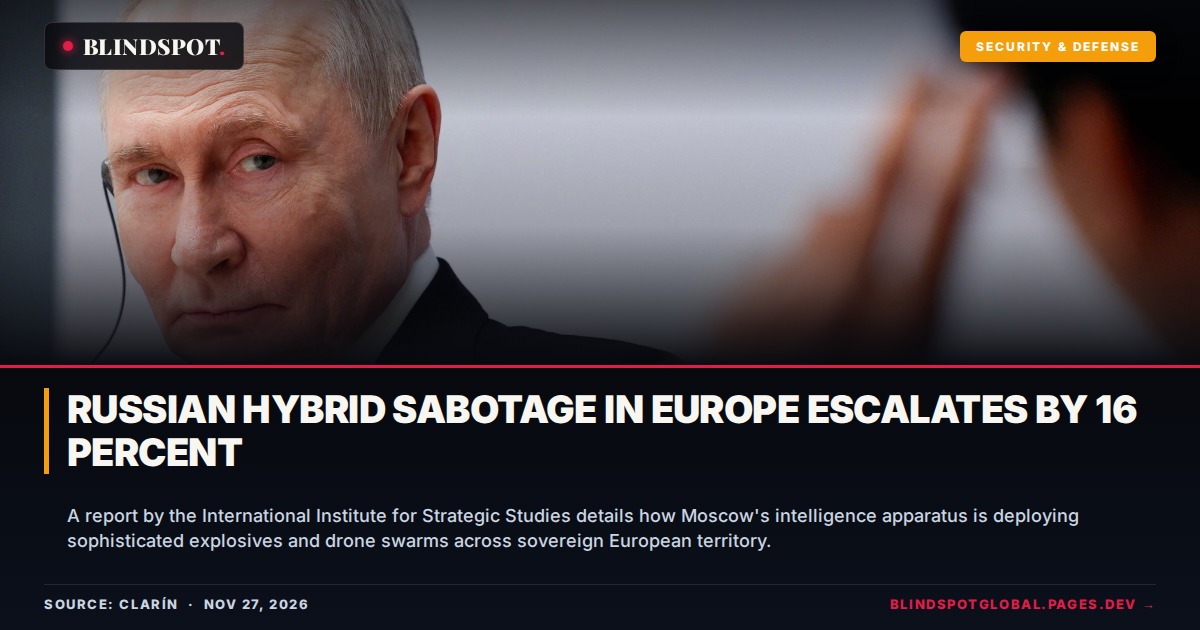 BLINDSPOT.
SECURITY & DEFENSE
RUSSIAN HYBRID SABOTAGE IN EUROPE ESCALATES BY 16
PERCENT
A report by the International Institute for Strategic Studies details how Moscow's intelligence apparatus is deploying
sophisticated explosives and drone swarms across sovereign European territory.
SOURCE: CLARÍN · NOV 27, 2026
BLINDSPOTGLOBAL.PAGES.DEV →